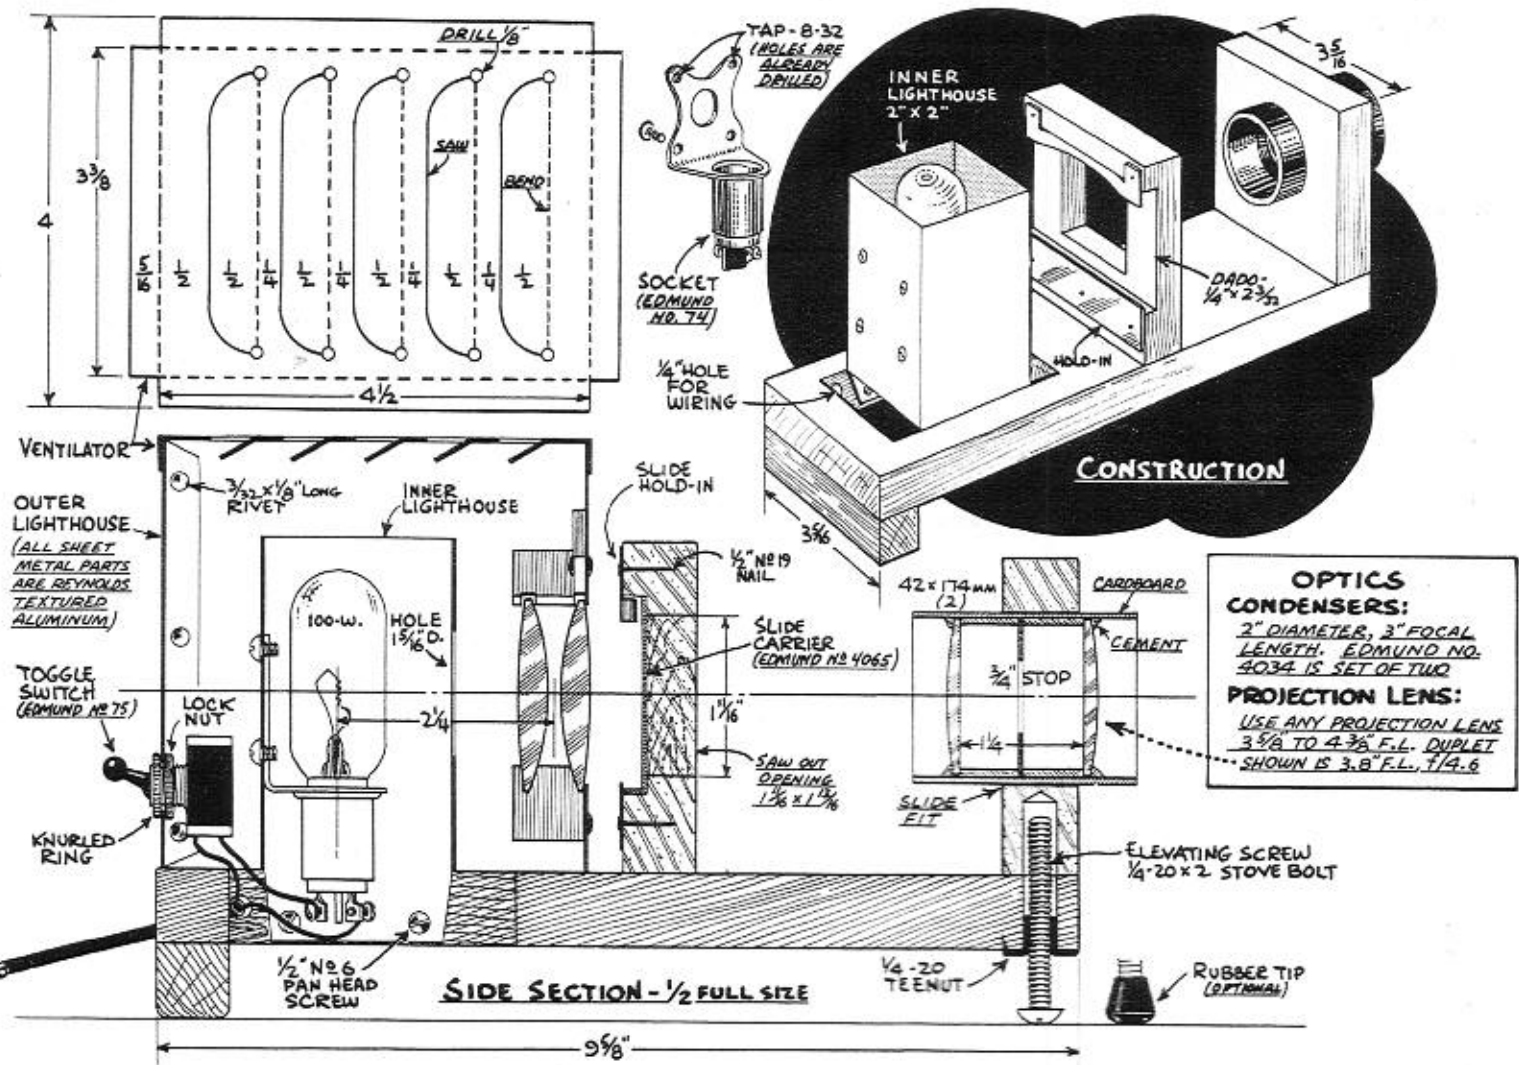 DRILL 1/8"
SAW
BEND
4
3 3/8
5/16 1/2 1/2 1/4 1/2 1/4 1/2 1/4 1/2 1/4 1/2
4 1/2
VENTILATOR
TAP-8-32
(HOLES ARE
ALREADY
DRILLED)
SOCKET
(EDMUND
NO. 74)
INNER
LIGHTHOUSE
2" X 2"
3 5/16
DADO-
1/4" X 2 3/32
HOLD-IN
1/4" HOLE
FOR
WIRING
CONSTRUCTION
3 5/16
OUTER
LIGHTHOUSE
(ALL SHEET
METAL PARTS
ARE REYNOLDS
TEXTURED
ALUMINUM)
3/32 X 1/8" LONG
RIVET
INNER
LIGHTHOUSE
SLIDE
HOLD-IN
1/2" Nº 19
NAIL
100-W.
HOLE
1 5/16" D.
2 1/4
SLIDE
CARRIER
(EDMUND Nº 4065)
1 11/16"
SAW OUT
OPENING
1 11/16 X 1 13/16
42 X 174 MM
(2)
CARDBOARD
CEMENT
3/4" STOP
1 1/4
SLIDE
FIT
OPTICS
CONDENSERS:
2" DIAMETER, 3" FOCAL
LENGTH. EDMUND NO.
4034 IS SET OF TWO
PROJECTION LENS:
USE ANY PROJECTION LENS
3 5/8" TO 4 3/8" F.L. DUPLET
SHOWN IS 3.8" F.L., f/4.6
TOGGLE
SWITCH
(EDMUND Nº 75)
LOCK
NUT
KNURLED
RING
ELEVATING SCREW
1/4-20 X 2 STOVE BOLT
1/2" Nº 6
PAN HEAD
SCREW
SIDE SECTION - 1/2 FULL SIZE
1/4-20
TEENUT
RUBBER TIP
(OPTIONAL)
9 5/8"